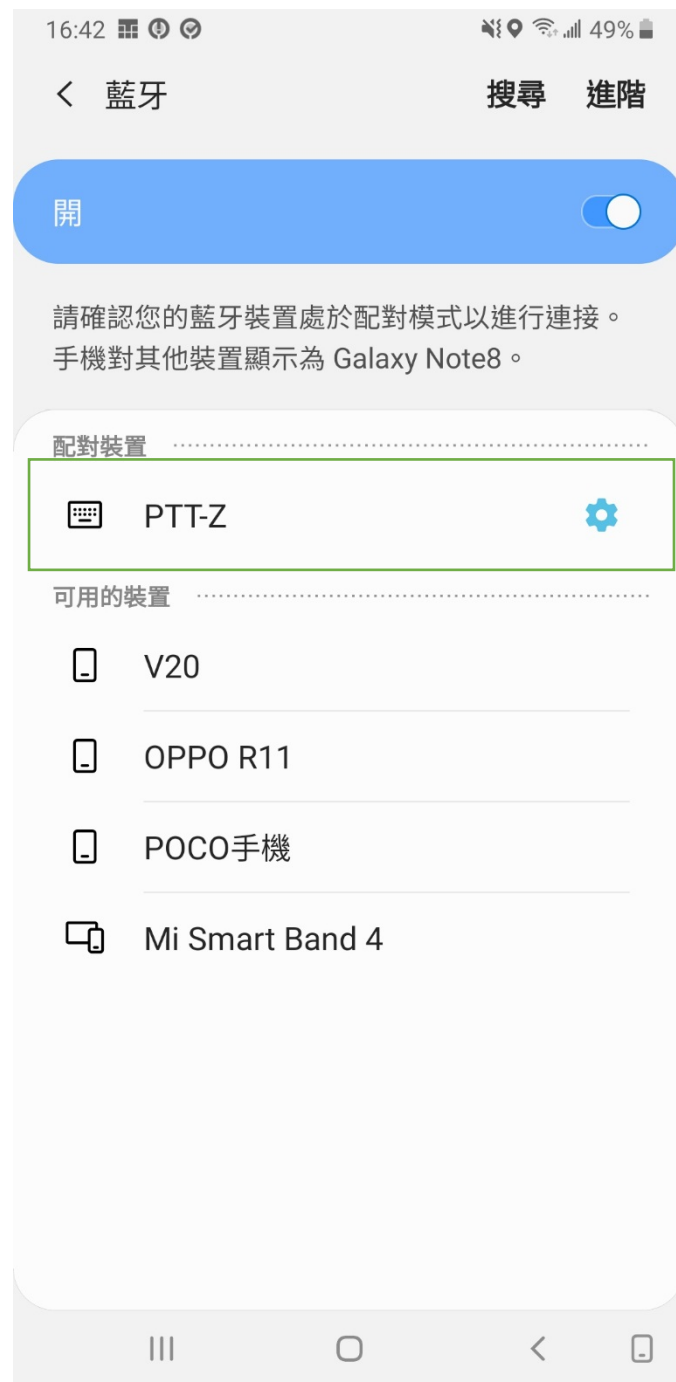 16:42 49%
藍牙 搜尋 進階
開
請確認您的藍牙裝置處於配對模式以進行連接。
手機對其他裝置顯示為 Galaxy Note8。
配對裝置
PTT-Z
可用的裝置
V20
OPPO R11
POCO手機
Mi Smart Band 4